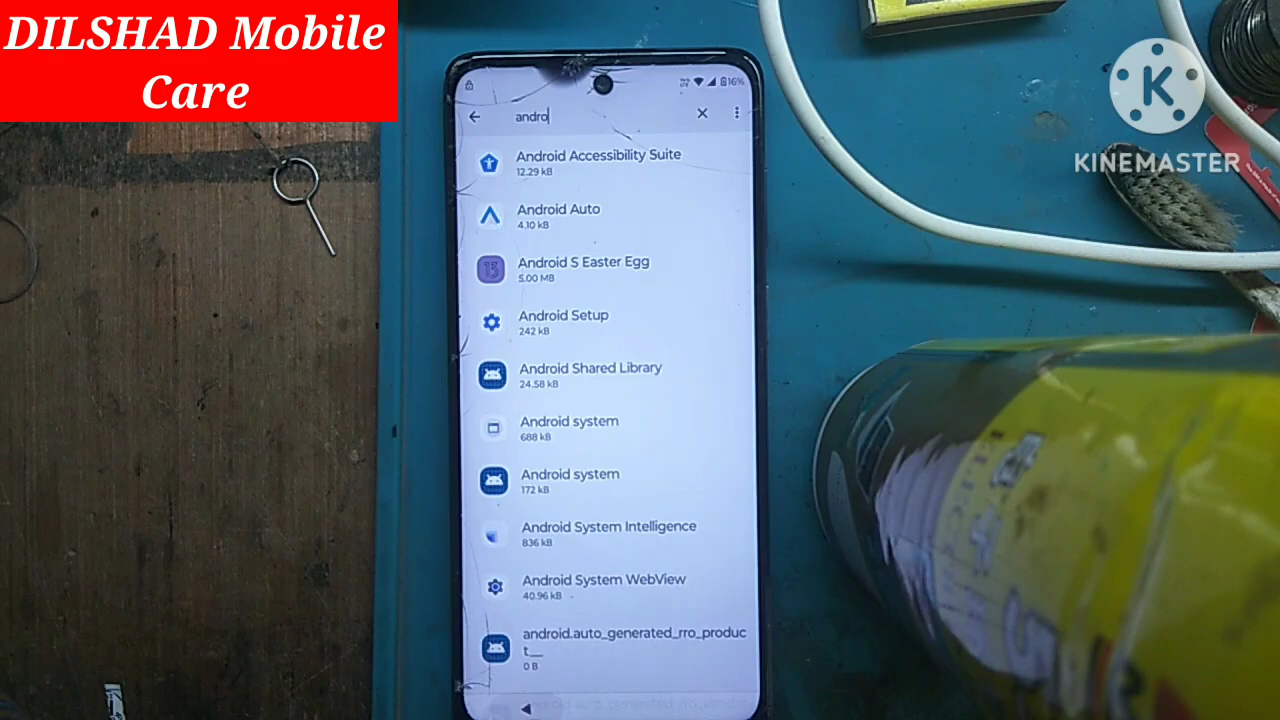 DILSHAD Mobile
Care
KINEMASTER
16%
andro
Android Accessibility Suite
12.29 kB
Android Auto
4.10 kB
Android S Easter Egg
5.00 MB
Android Setup
242 kB
Android Shared Library
24.58 kB
Android system
688 kB
Android system
172 kB
Android System Intelligence
836 kB
Android System WebView
40.96 kB
android.auto_generated_rro_produc
t__
0 B